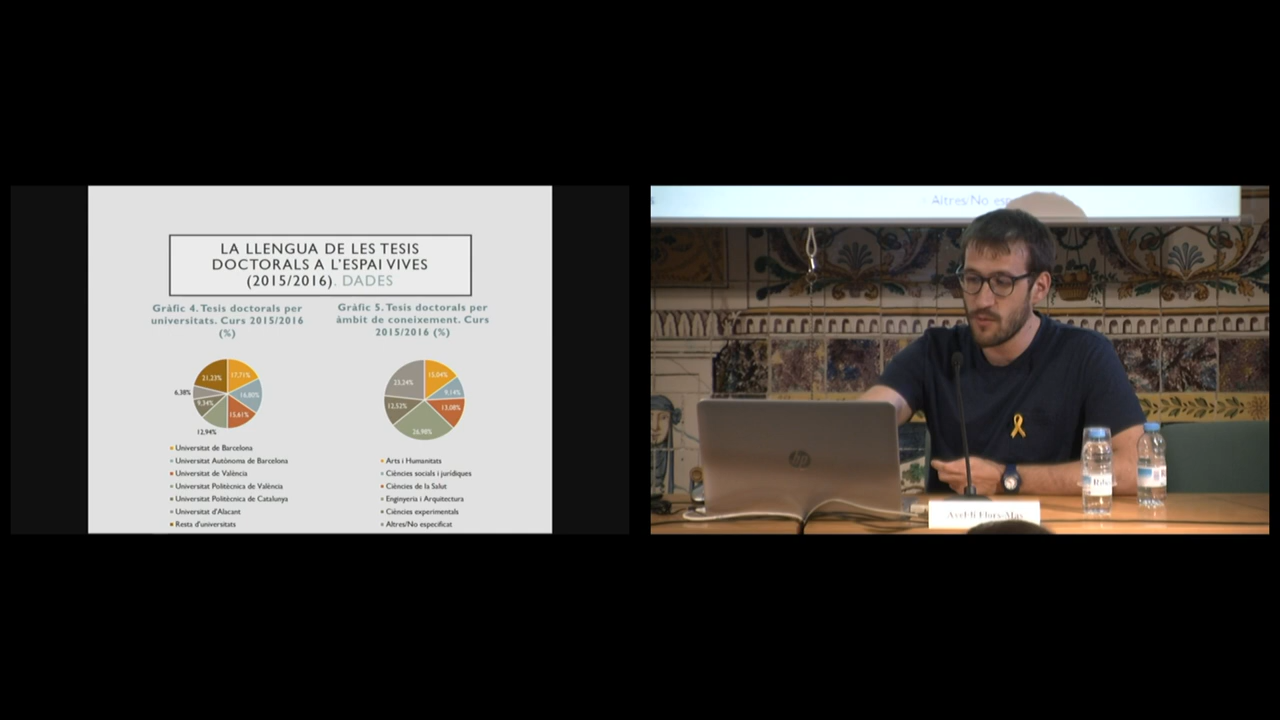 LA LLENGUA DE LES TESIS
DOCTORALS A L'ESPAI VIVES
(2015/2016). DADES
Gràfic 4. Tesis doctorals per
universitats. Curs 2015/2016
(%)
21,23%
17,71%
6,38%
16,80%
9,34%
15,61%
12,94%
Universitat de Barcelona
Universitat Autònoma de Barcelona
Universitat de València
Universitat Politècnica de València
Universitat Politècnica de Catalunya
Universitat d'Alacant
Resta d'universitats
Gràfic 5. Tesis doctorals per
àmbit de coneixement. Curs
2015/2016 (%)
15,04%
23,24%
9,14%
12,52%
13,08%
26,98%
Arts i Humanitats
Ciències socials i jurídiques
Ciències de la Salut
Enginyeria i Arquitectura
Ciències experimentals
Altres/No especificat
Altres/No
hp